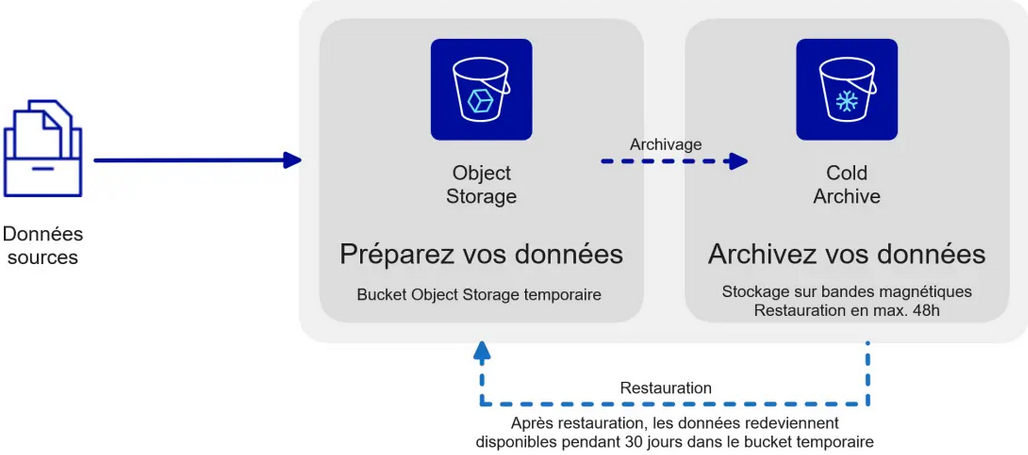 Données
sources
Object
Storage
Préparez vos données
Bucket Object Storage temporaire
Archivage
Cold
Archive
Archivez vos données
Stockage sur bandes magnétiques
Restauration en max. 48h
Restauration
Après restauration, les données redeviennent
disponibles pendant 30 jours dans le bucket temporaire